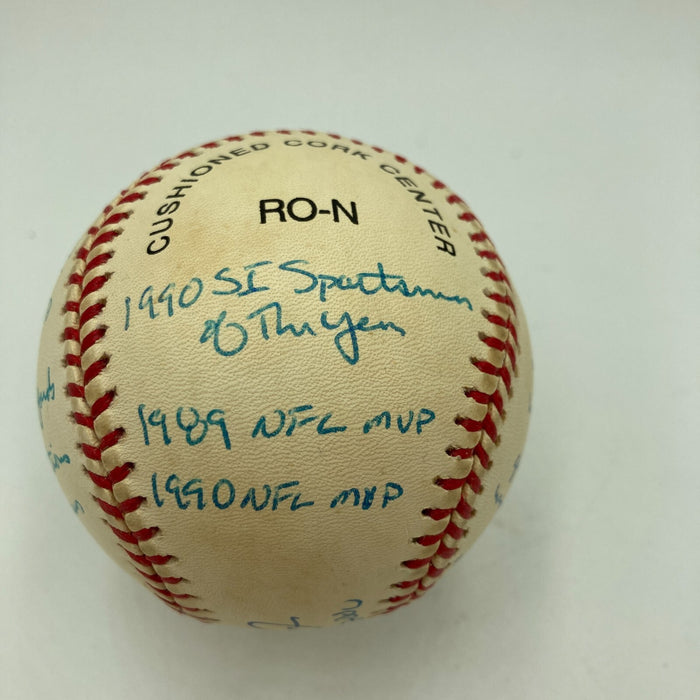 CUSHIONED CORK CENTER
RO-N
1990 SI Sportsman
of The Year
1989 NFL MVP
1990 NFL MVP